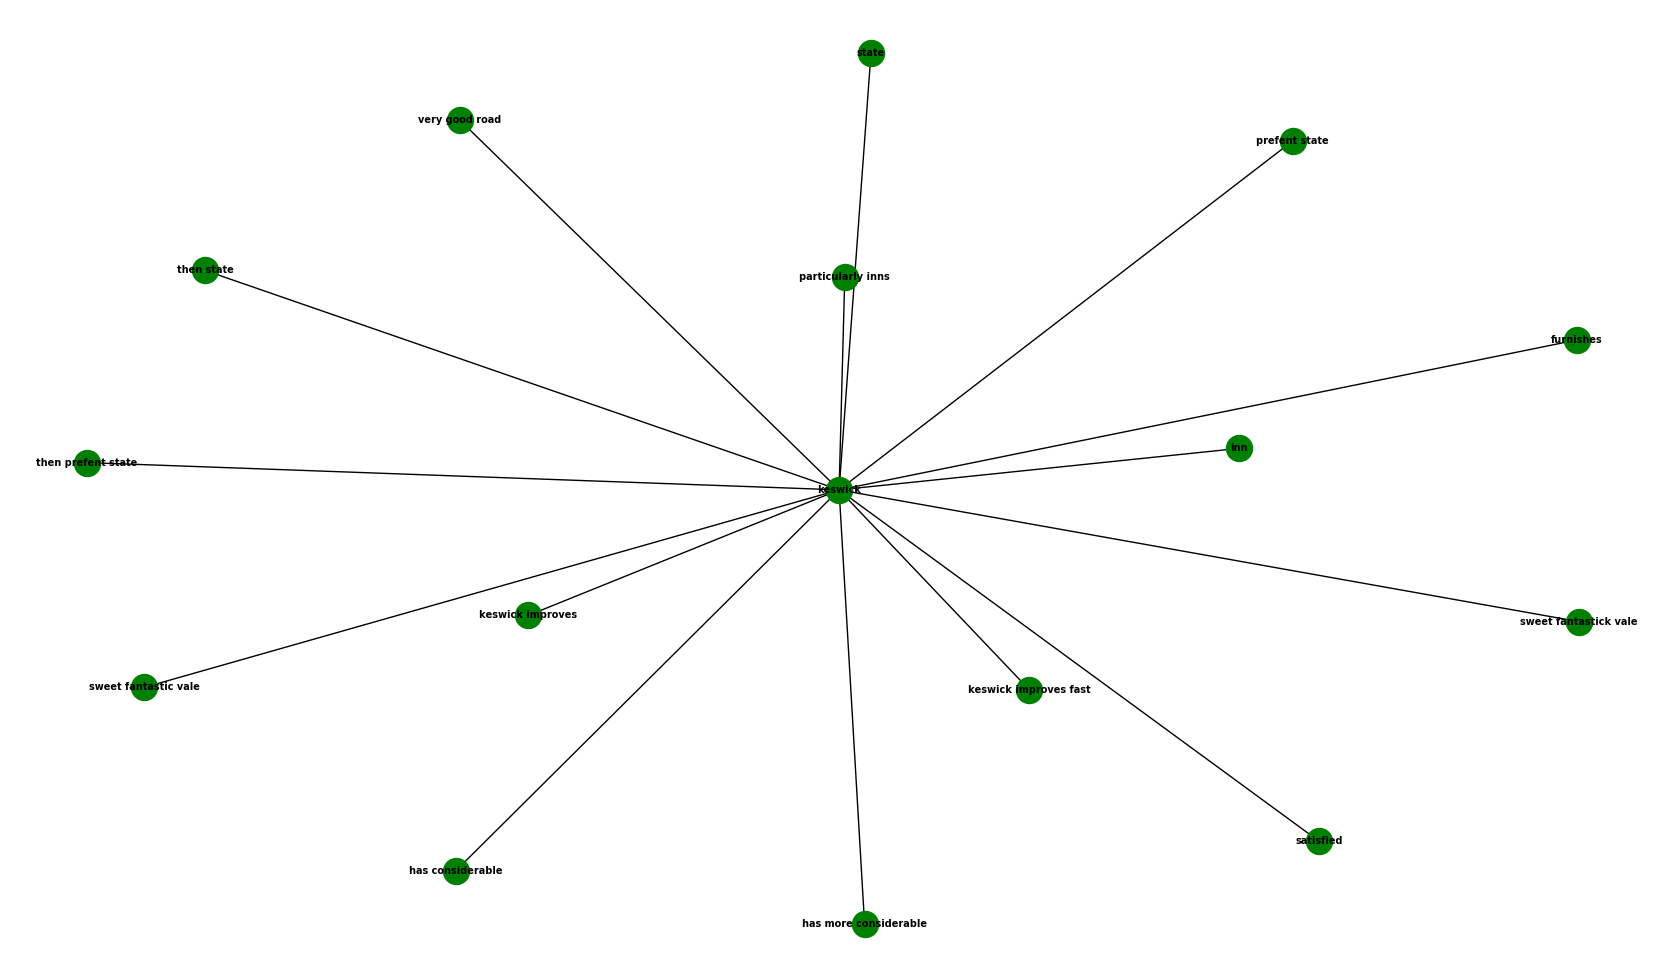 state
very good road
prefent state
then state
particularly inns
furnishes
inn
then prefent state
keswick
keswick improves
sweet fantastick vale
sweet fantastic vale
keswick improves fast
satisfied
has considerable
has more considerable